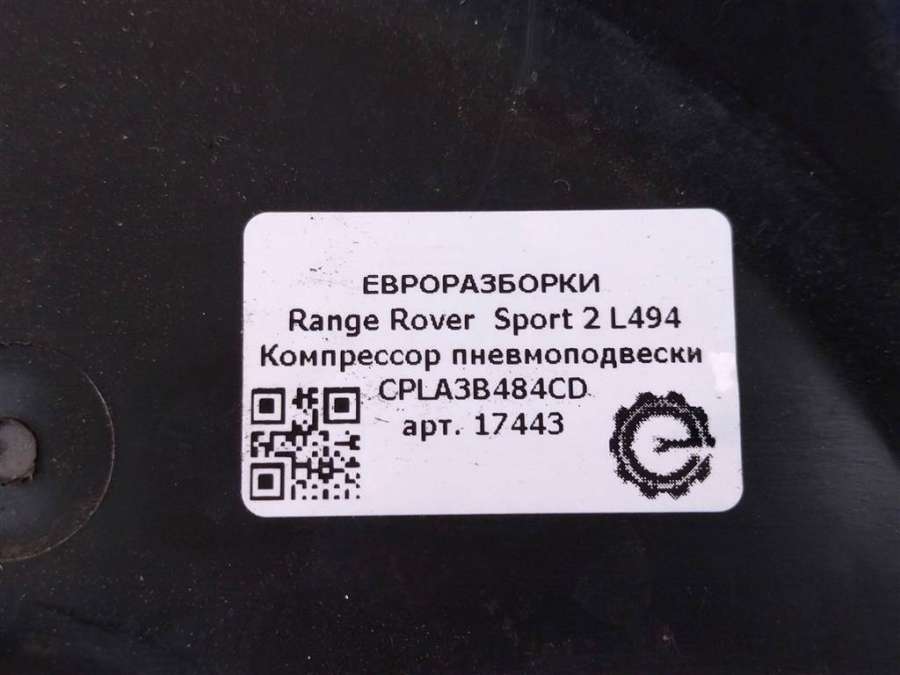 ЕВРОРАЗБОРКИ
Range Rover Sport 2 L494
Компрессор пневмоподвески
CPLA3B484CD
арт. 17443